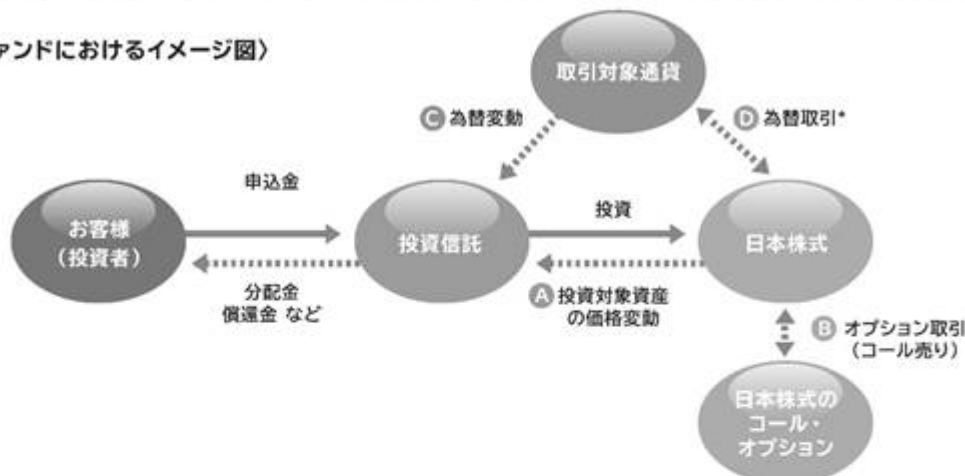 ァンドにおけるイメージ図〉
取引対象通貨
C 為替変動
D 為替取引*
申込金
投資
お客様
(投資者)
投資信託
日本株式
分配金
償還金 など
A 投資対象資産
の価格変動
B オプション取引
(コール売り)
日本株式の
コール・
オプション